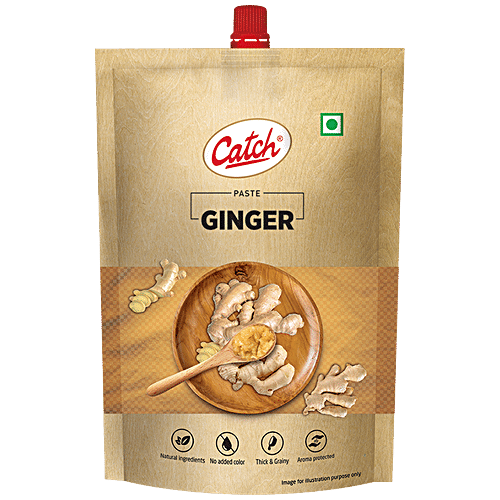 Catch®
PASTE
GINGER
Natural ingredients
No added color
Thick & Grainy
Aroma protected
Image for illustration purpose only